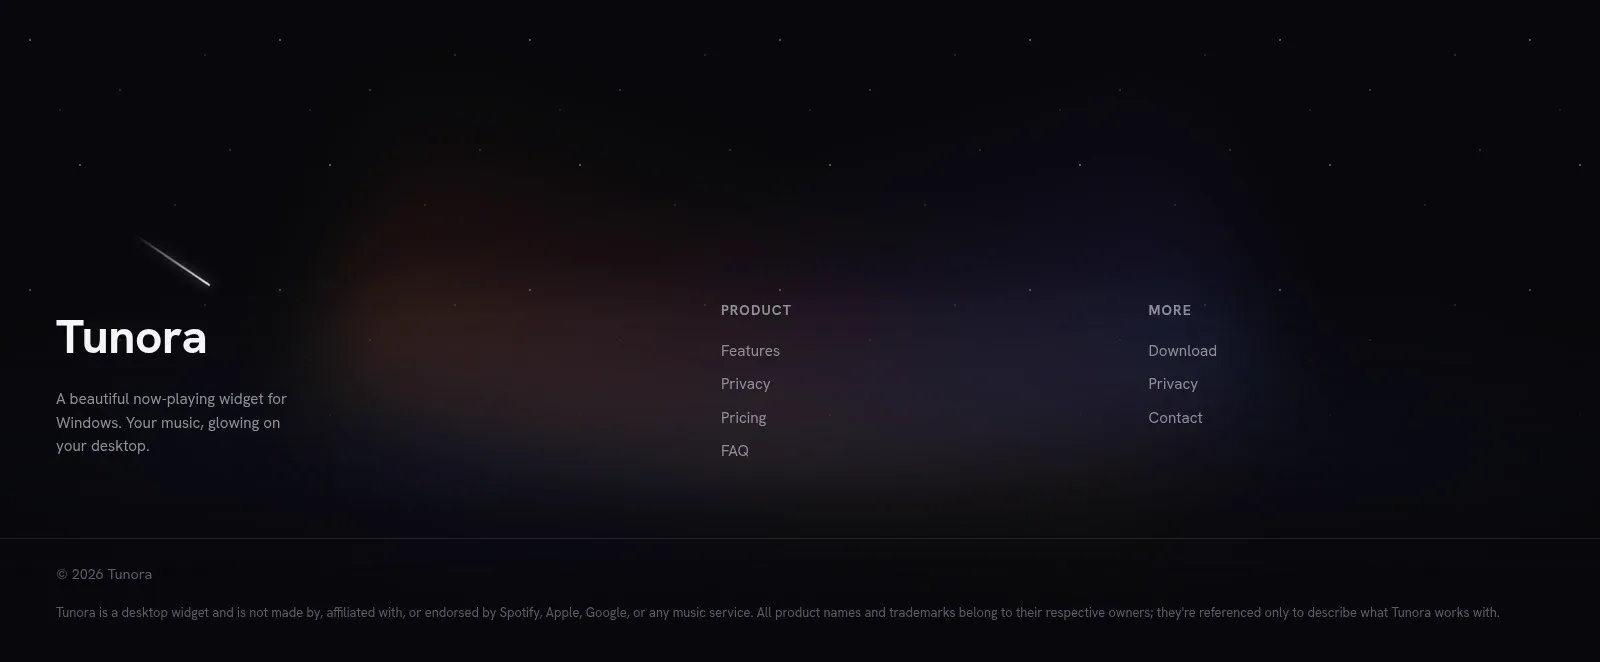 Tunora
A beautiful now-playing widget for
Windows. Your music, glowing on
your desktop.
PRODUCT
Features
Privacy
Pricing
FAQ
MORE
Download
Privacy
Contact
© 2026 Tunora
Tunora is a desktop widget and is not made by, affiliated with, or endorsed by Spotify, Apple, Google, or any music service. All product names and trademarks belong to their respective owners; they're referenced only to describe what Tunora works with.